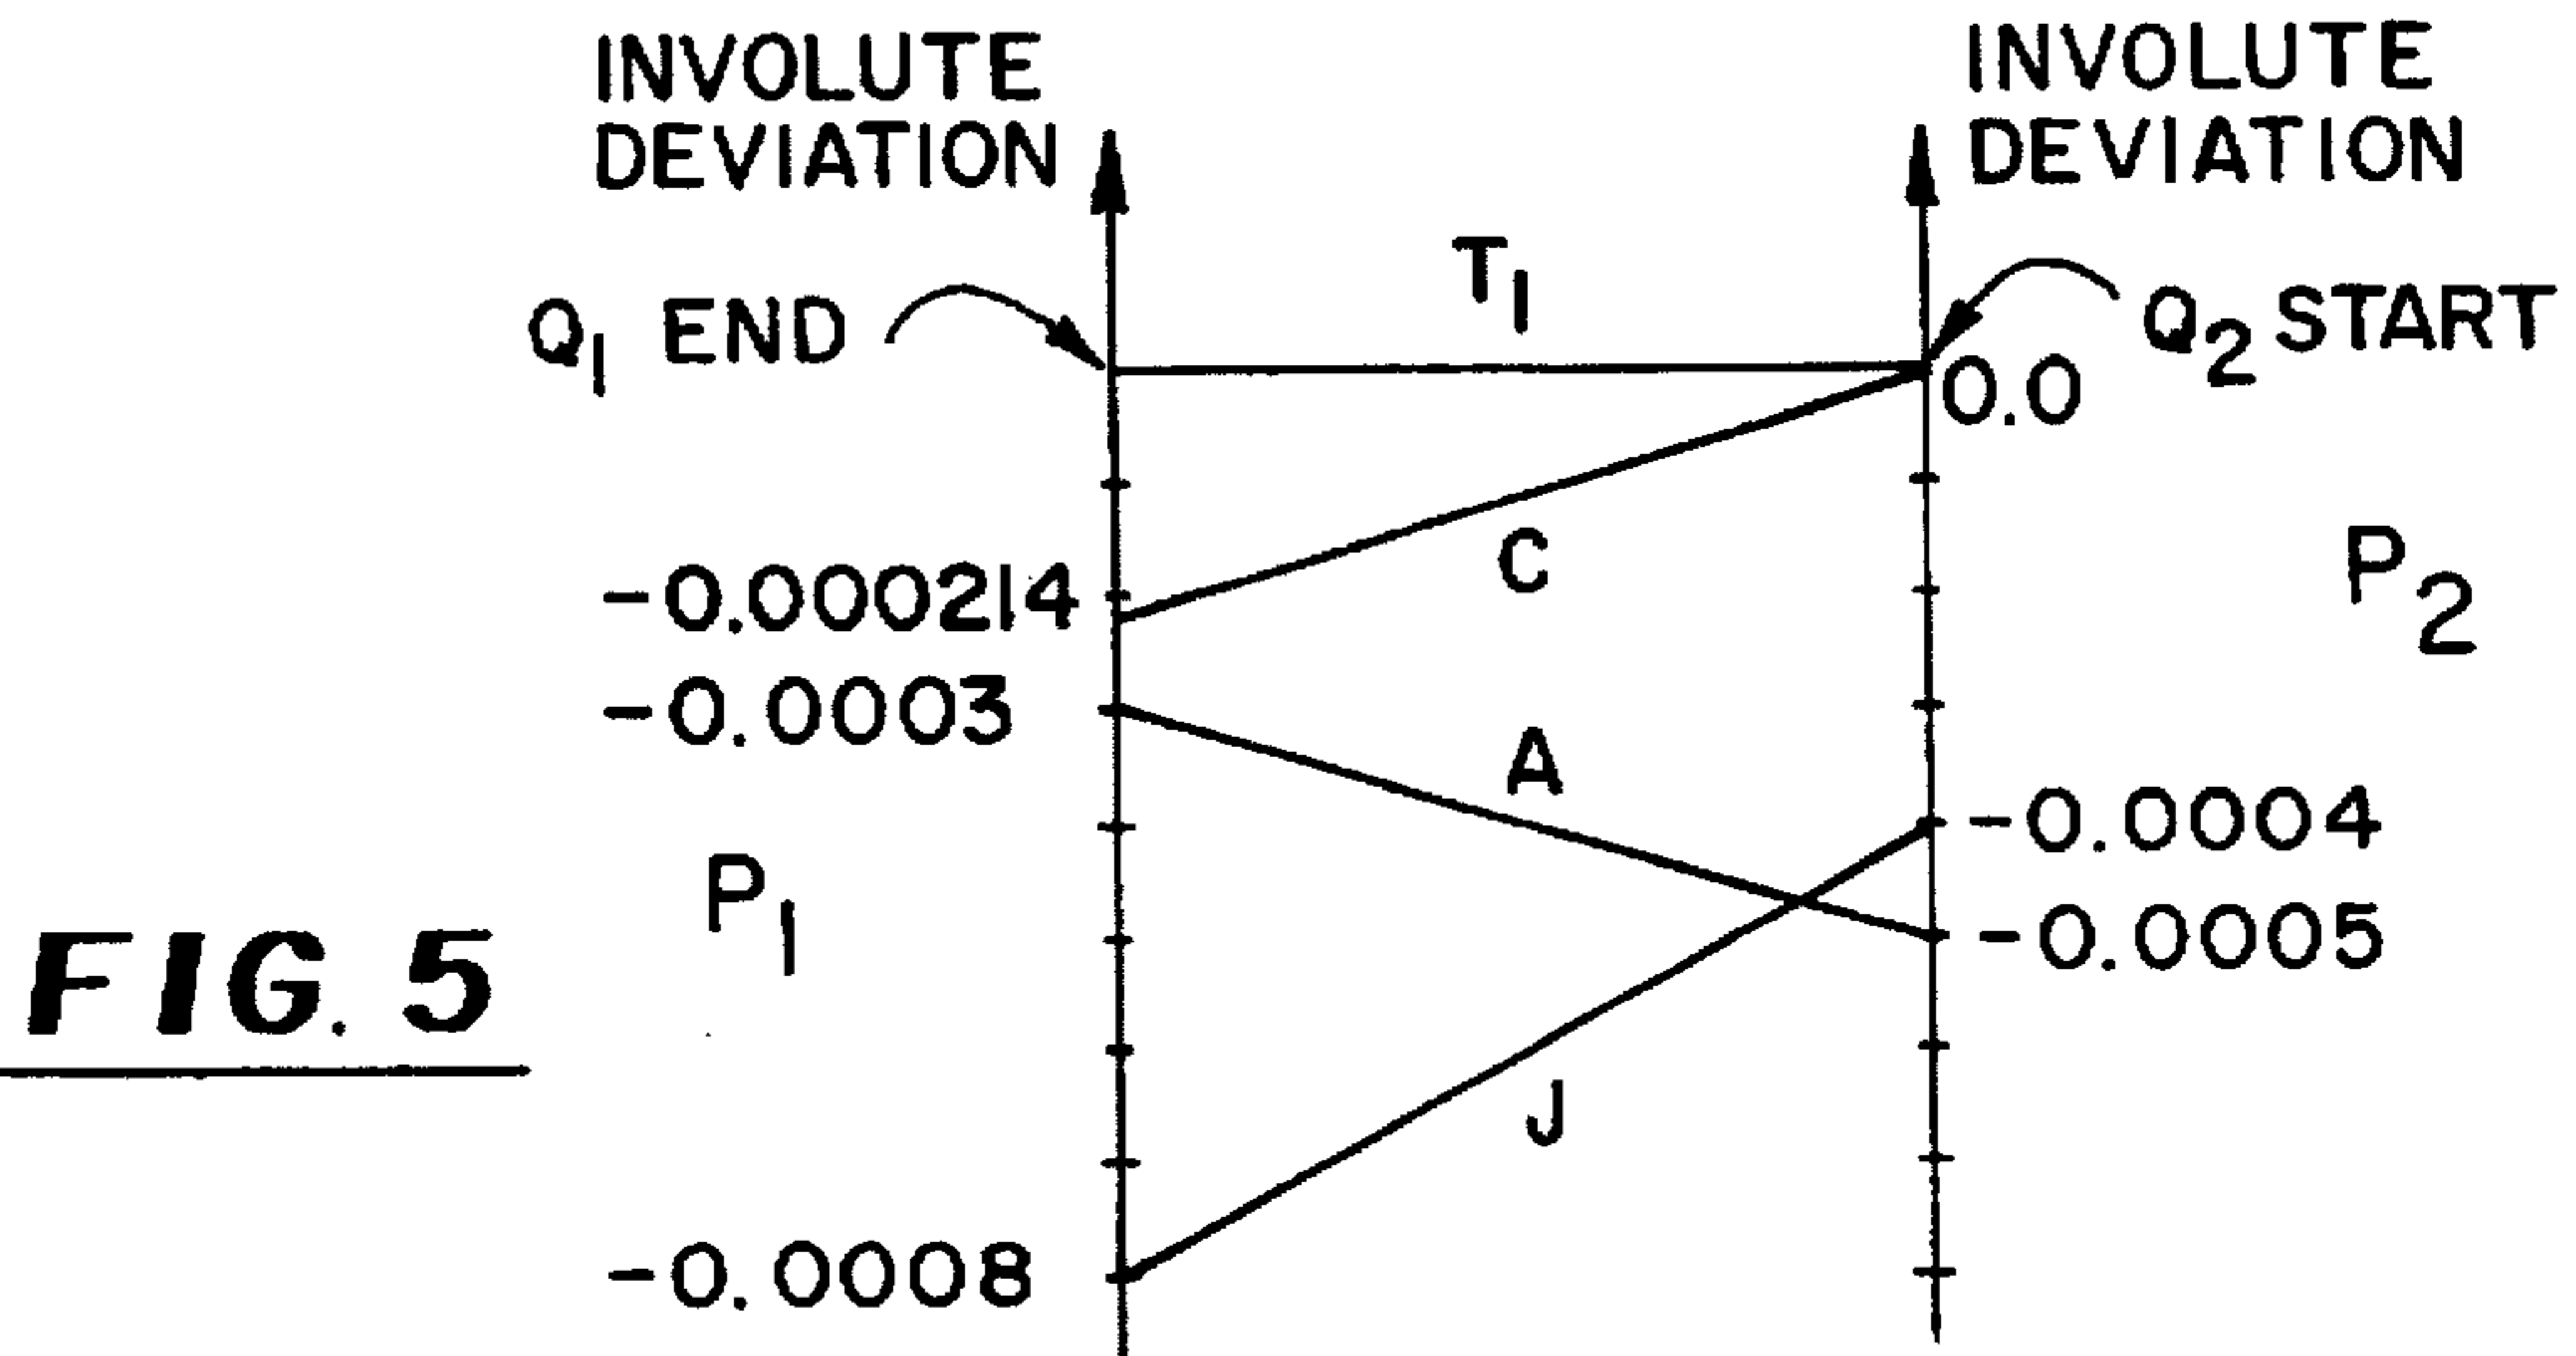 INVOLUTE
DEVIATION
INVOLUTE
DEVIATION
T1
Q1 END
Q2 START
0.0
C
-0.000214
P2
-0.0003
A
-0.0004
P1
-0.0005
FIG. 5
J
-0.0008